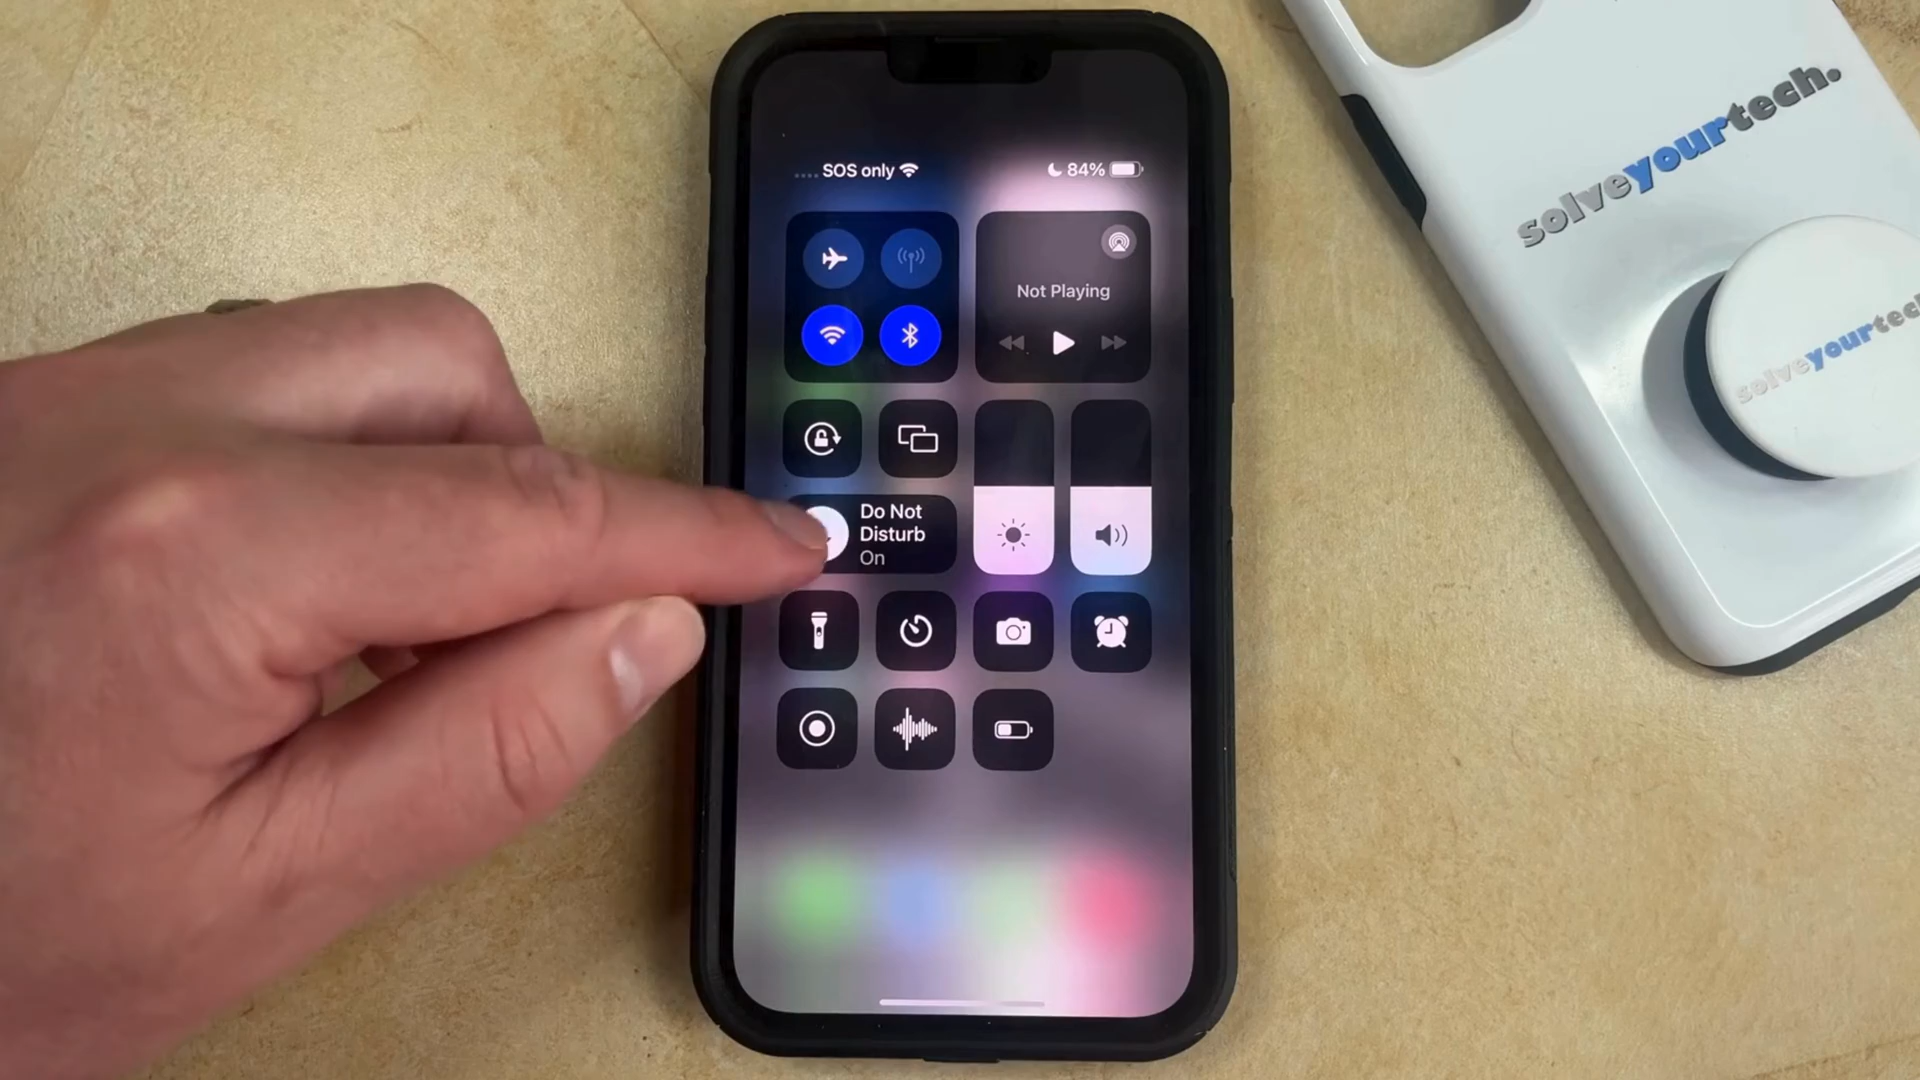 SOS only
84%
Not Playing
Do Not
Disturb
On
solveyourtech.
solveyourtech